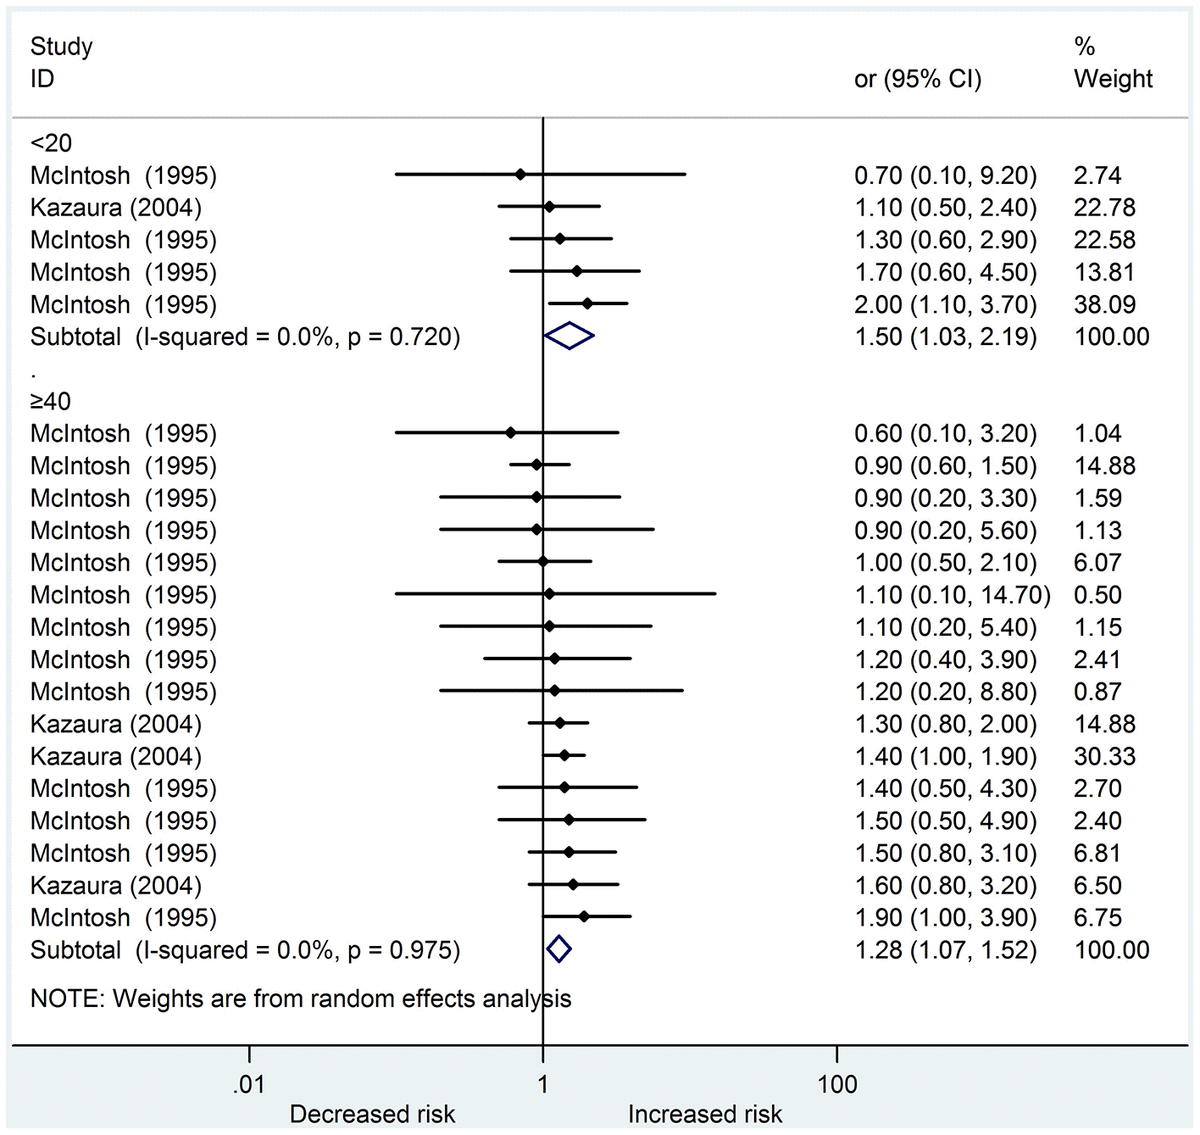 Study %
ID or (95% CI) Weight
<20
McIntosh (1995) 0.70 (0.10, 9.20) 2.74
Kazaura (2004) 1.10 (0.50, 2.40) 22.78
McIntosh (1995) 1.30 (0.60, 2.90) 22.58
McIntosh (1995) 1.70 (0.60, 4.50) 13.81
McIntosh (1995) 2.00 (1.10, 3.70) 38.09
Subtotal (I-squared = 0.0%, p = 0.720) 1.50 (1.03, 2.19) 100.00
.
≥40
McIntosh (1995) 0.60 (0.10, 3.20) 1.04
McIntosh (1995) 0.90 (0.60, 1.50) 14.88
McIntosh (1995) 0.90 (0.20, 3.30) 1.59
McIntosh (1995) 0.90 (0.20, 5.60) 1.13
McIntosh (1995) 1.00 (0.50, 2.10) 6.07
McIntosh (1995) 1.10 (0.10, 14.70) 0.50
McIntosh (1995) 1.10 (0.20, 5.40) 1.15
McIntosh (1995) 1.20 (0.40, 3.90) 2.41
McIntosh (1995) 1.20 (0.20, 8.80) 0.87
Kazaura (2004) 1.30 (0.80, 2.00) 14.88
Kazaura (2004) 1.40 (1.00, 1.90) 30.33
McIntosh (1995) 1.40 (0.50, 4.30) 2.70
McIntosh (1995) 1.50 (0.50, 4.90) 2.40
McIntosh (1995) 1.50 (0.80, 3.10) 6.81
Kazaura (2004) 1.60 (0.80, 3.20) 6.50
McIntosh (1995) 1.90 (1.00, 3.90) 6.75
Subtotal (I-squared = 0.0%, p = 0.975) 1.28 (1.07, 1.52) 100.00
NOTE: Weights are from random effects analysis
.01 1 100
Decreased risk Increased risk